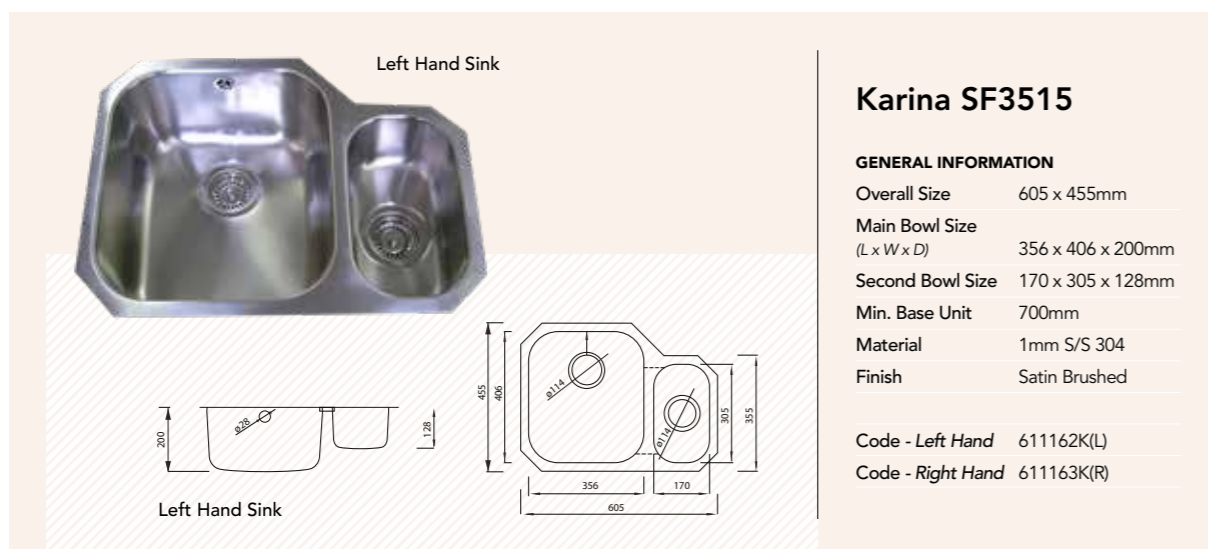 Left Hand Sink
Karina SF3515
GENERAL INFORMATION
Overall Size 605 x 455mm
Main Bowl Size
(L x W x D) 356 x 406 x 200mm
Second Bowl Size 170 x 305 x 128mm
Min. Base Unit 700mm
Material 1mm S/S 304
Finish Satin Brushed
Code - Left Hand 611162K(L)
Code - Right Hand 611163K(R)
200
ø28
128
Left Hand Sink
455
406
ø114
ø114
305
355
356
170
605